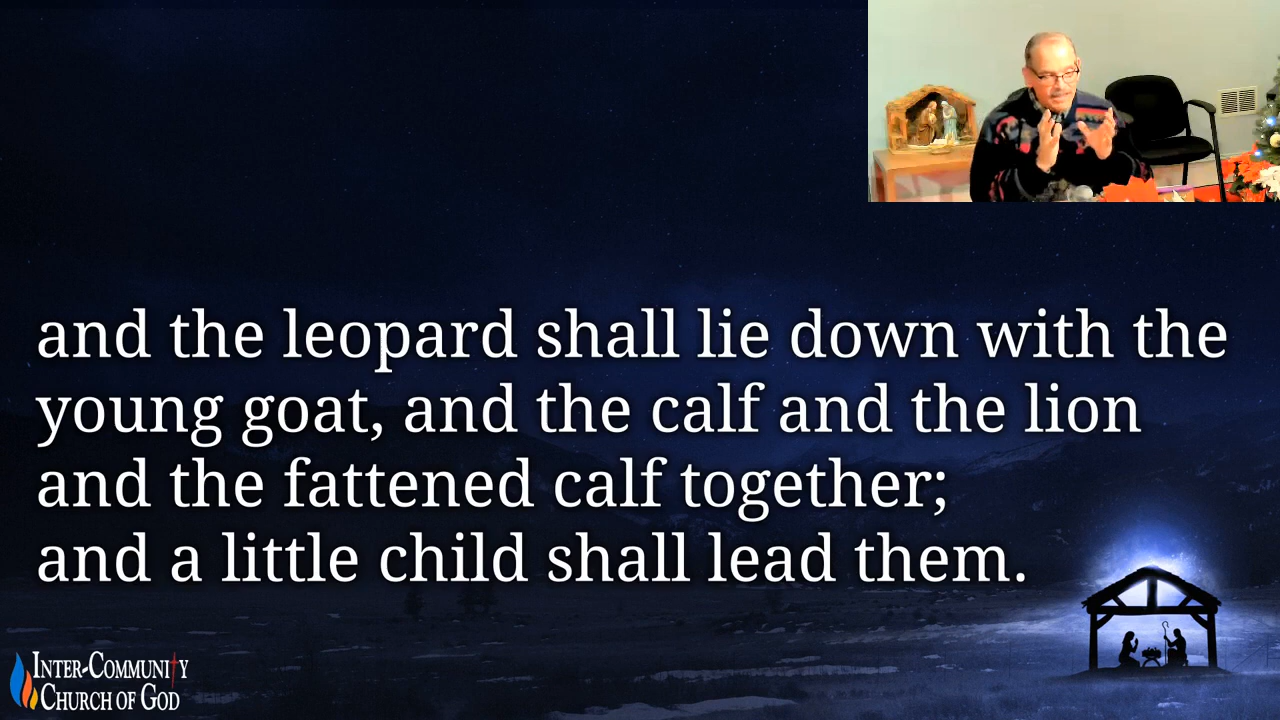 and the leopard shall lie down with the
young goat, and the calf and the lion
and the fattened calf together;
and a little child shall lead them.
INTER-COMMUNITY
CHURCH OF GOD